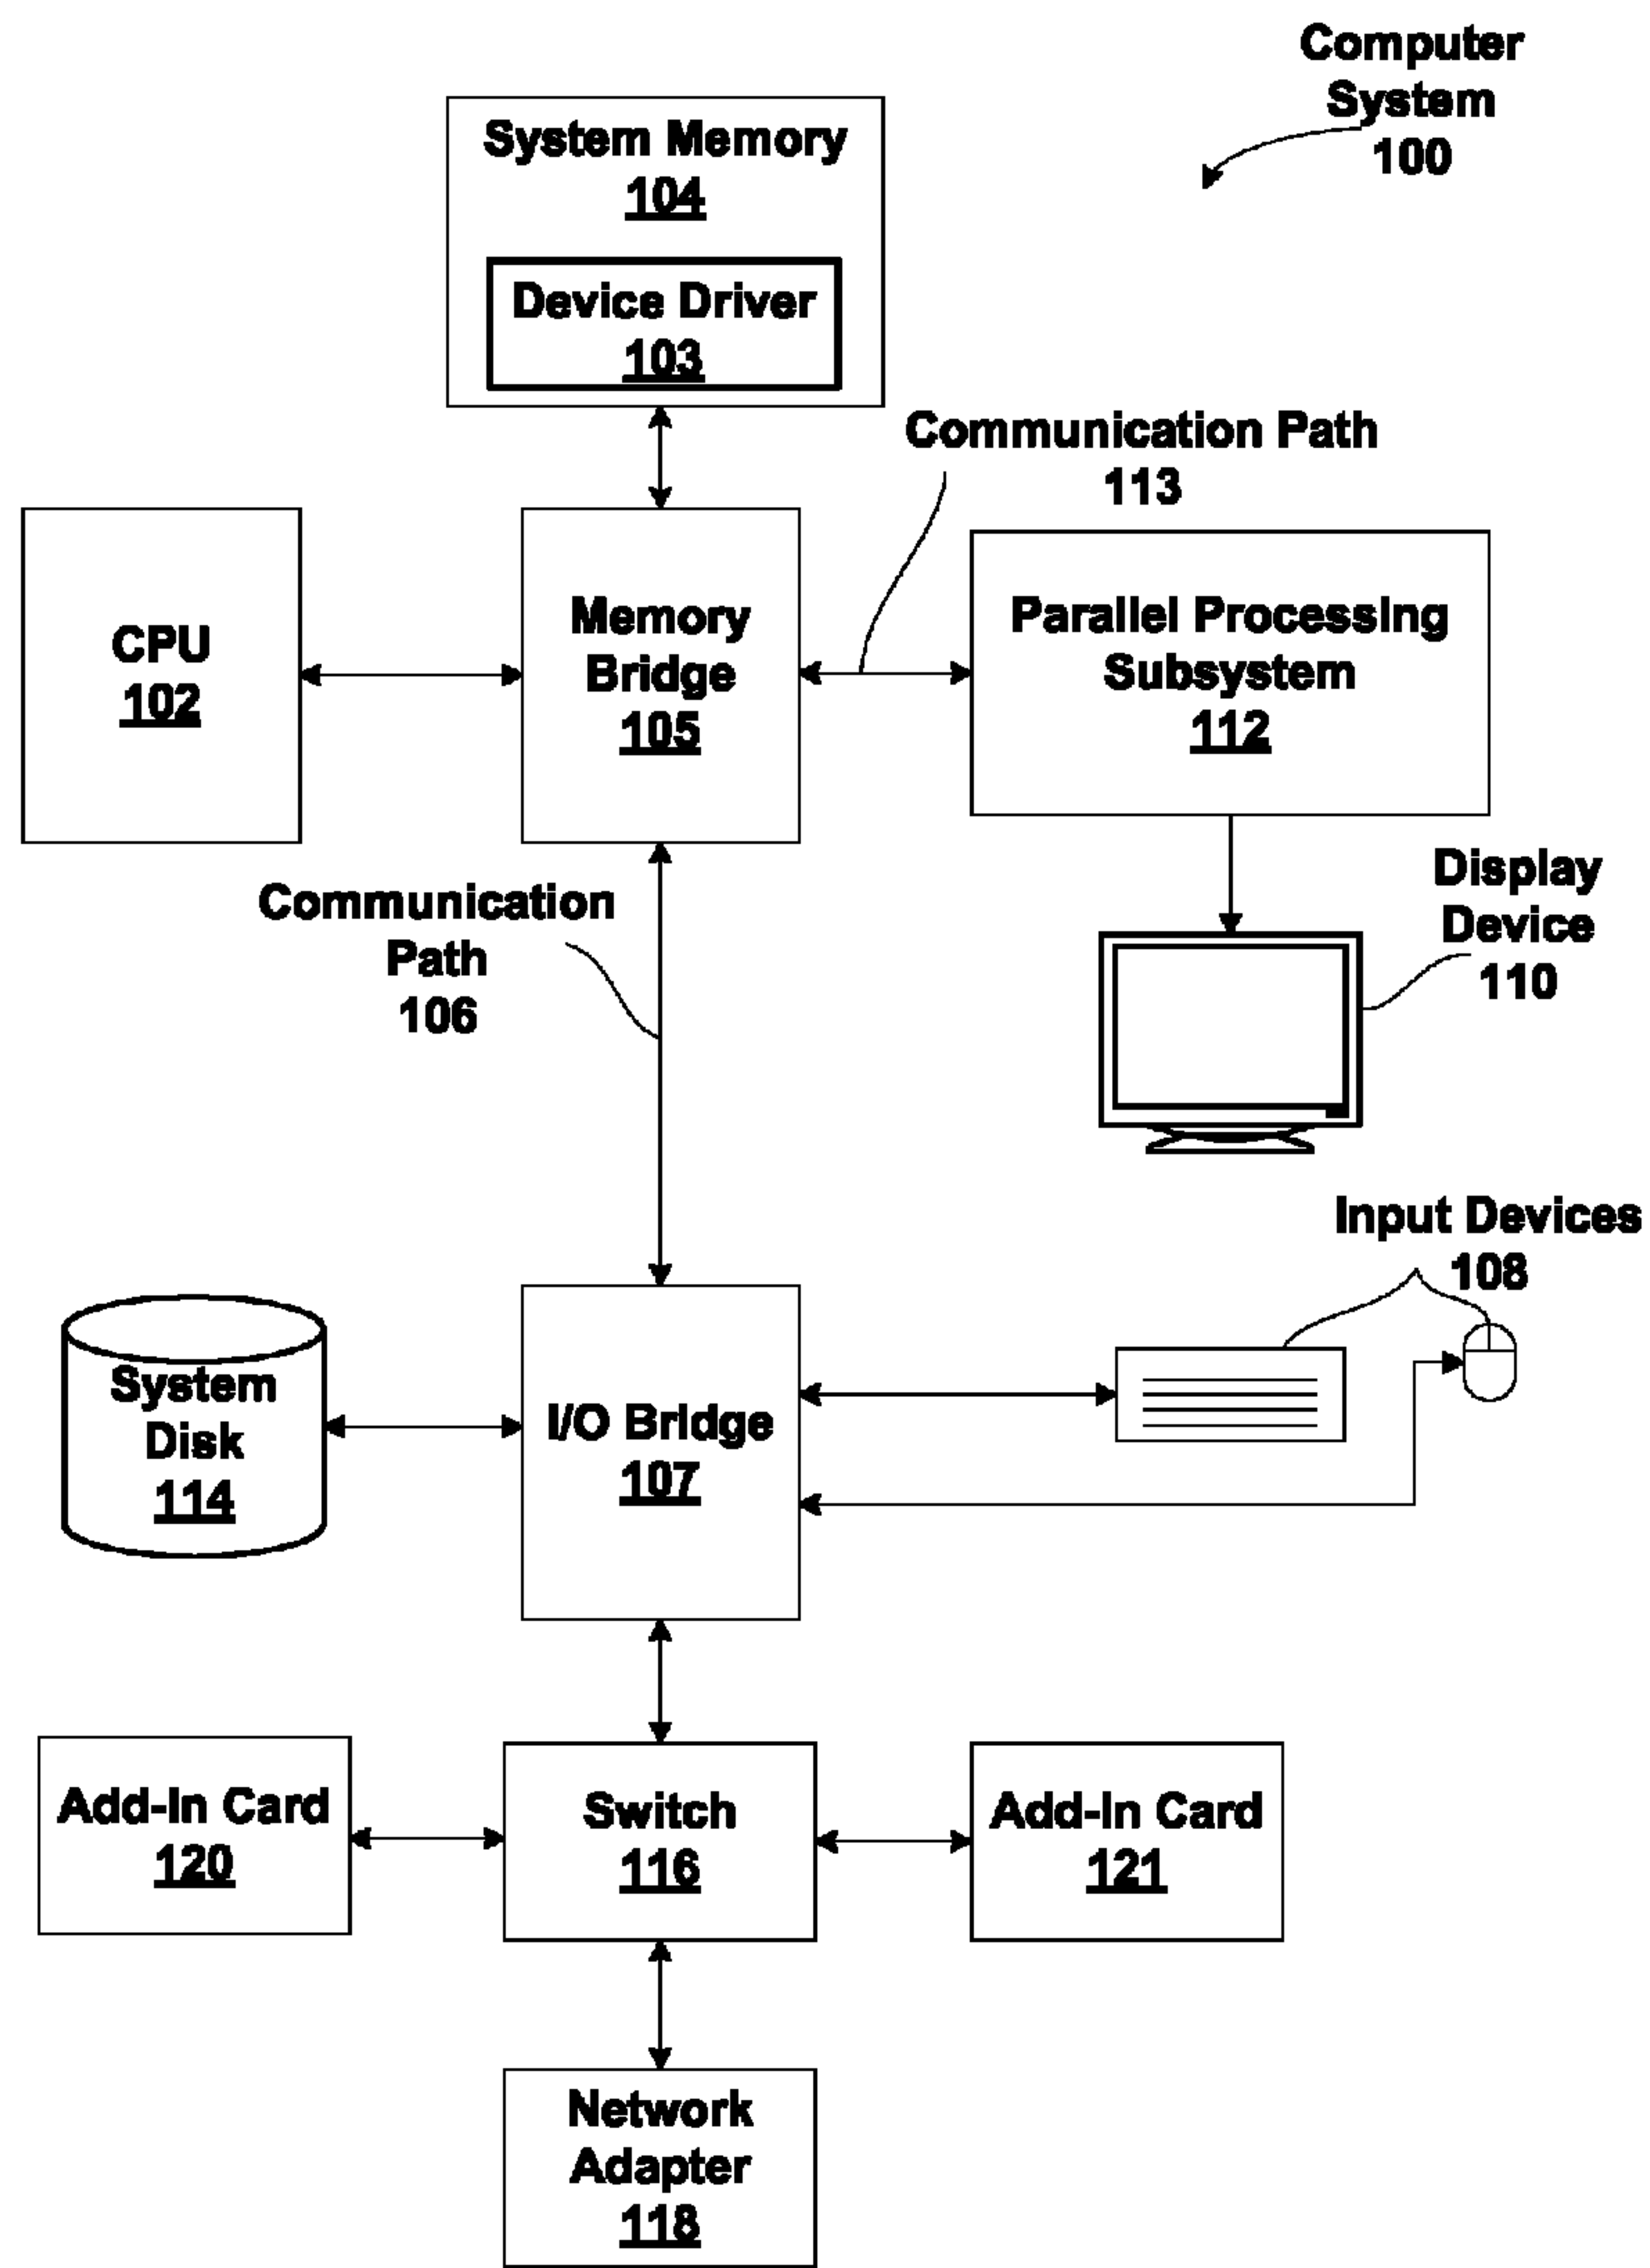 Computer
System
100
System Memory
104
Device Driver
103
Communication Path
113
CPU
102
Memory
Bridge
105
Parallel Processing
Subsystem
112
Communication
Path
106
Display
Device
110
Input Devices
108
System
Disk
114
I/O Bridge
107
Add-In Card
120
Switch
116
Add-In Card
121
Network
Adapter
118